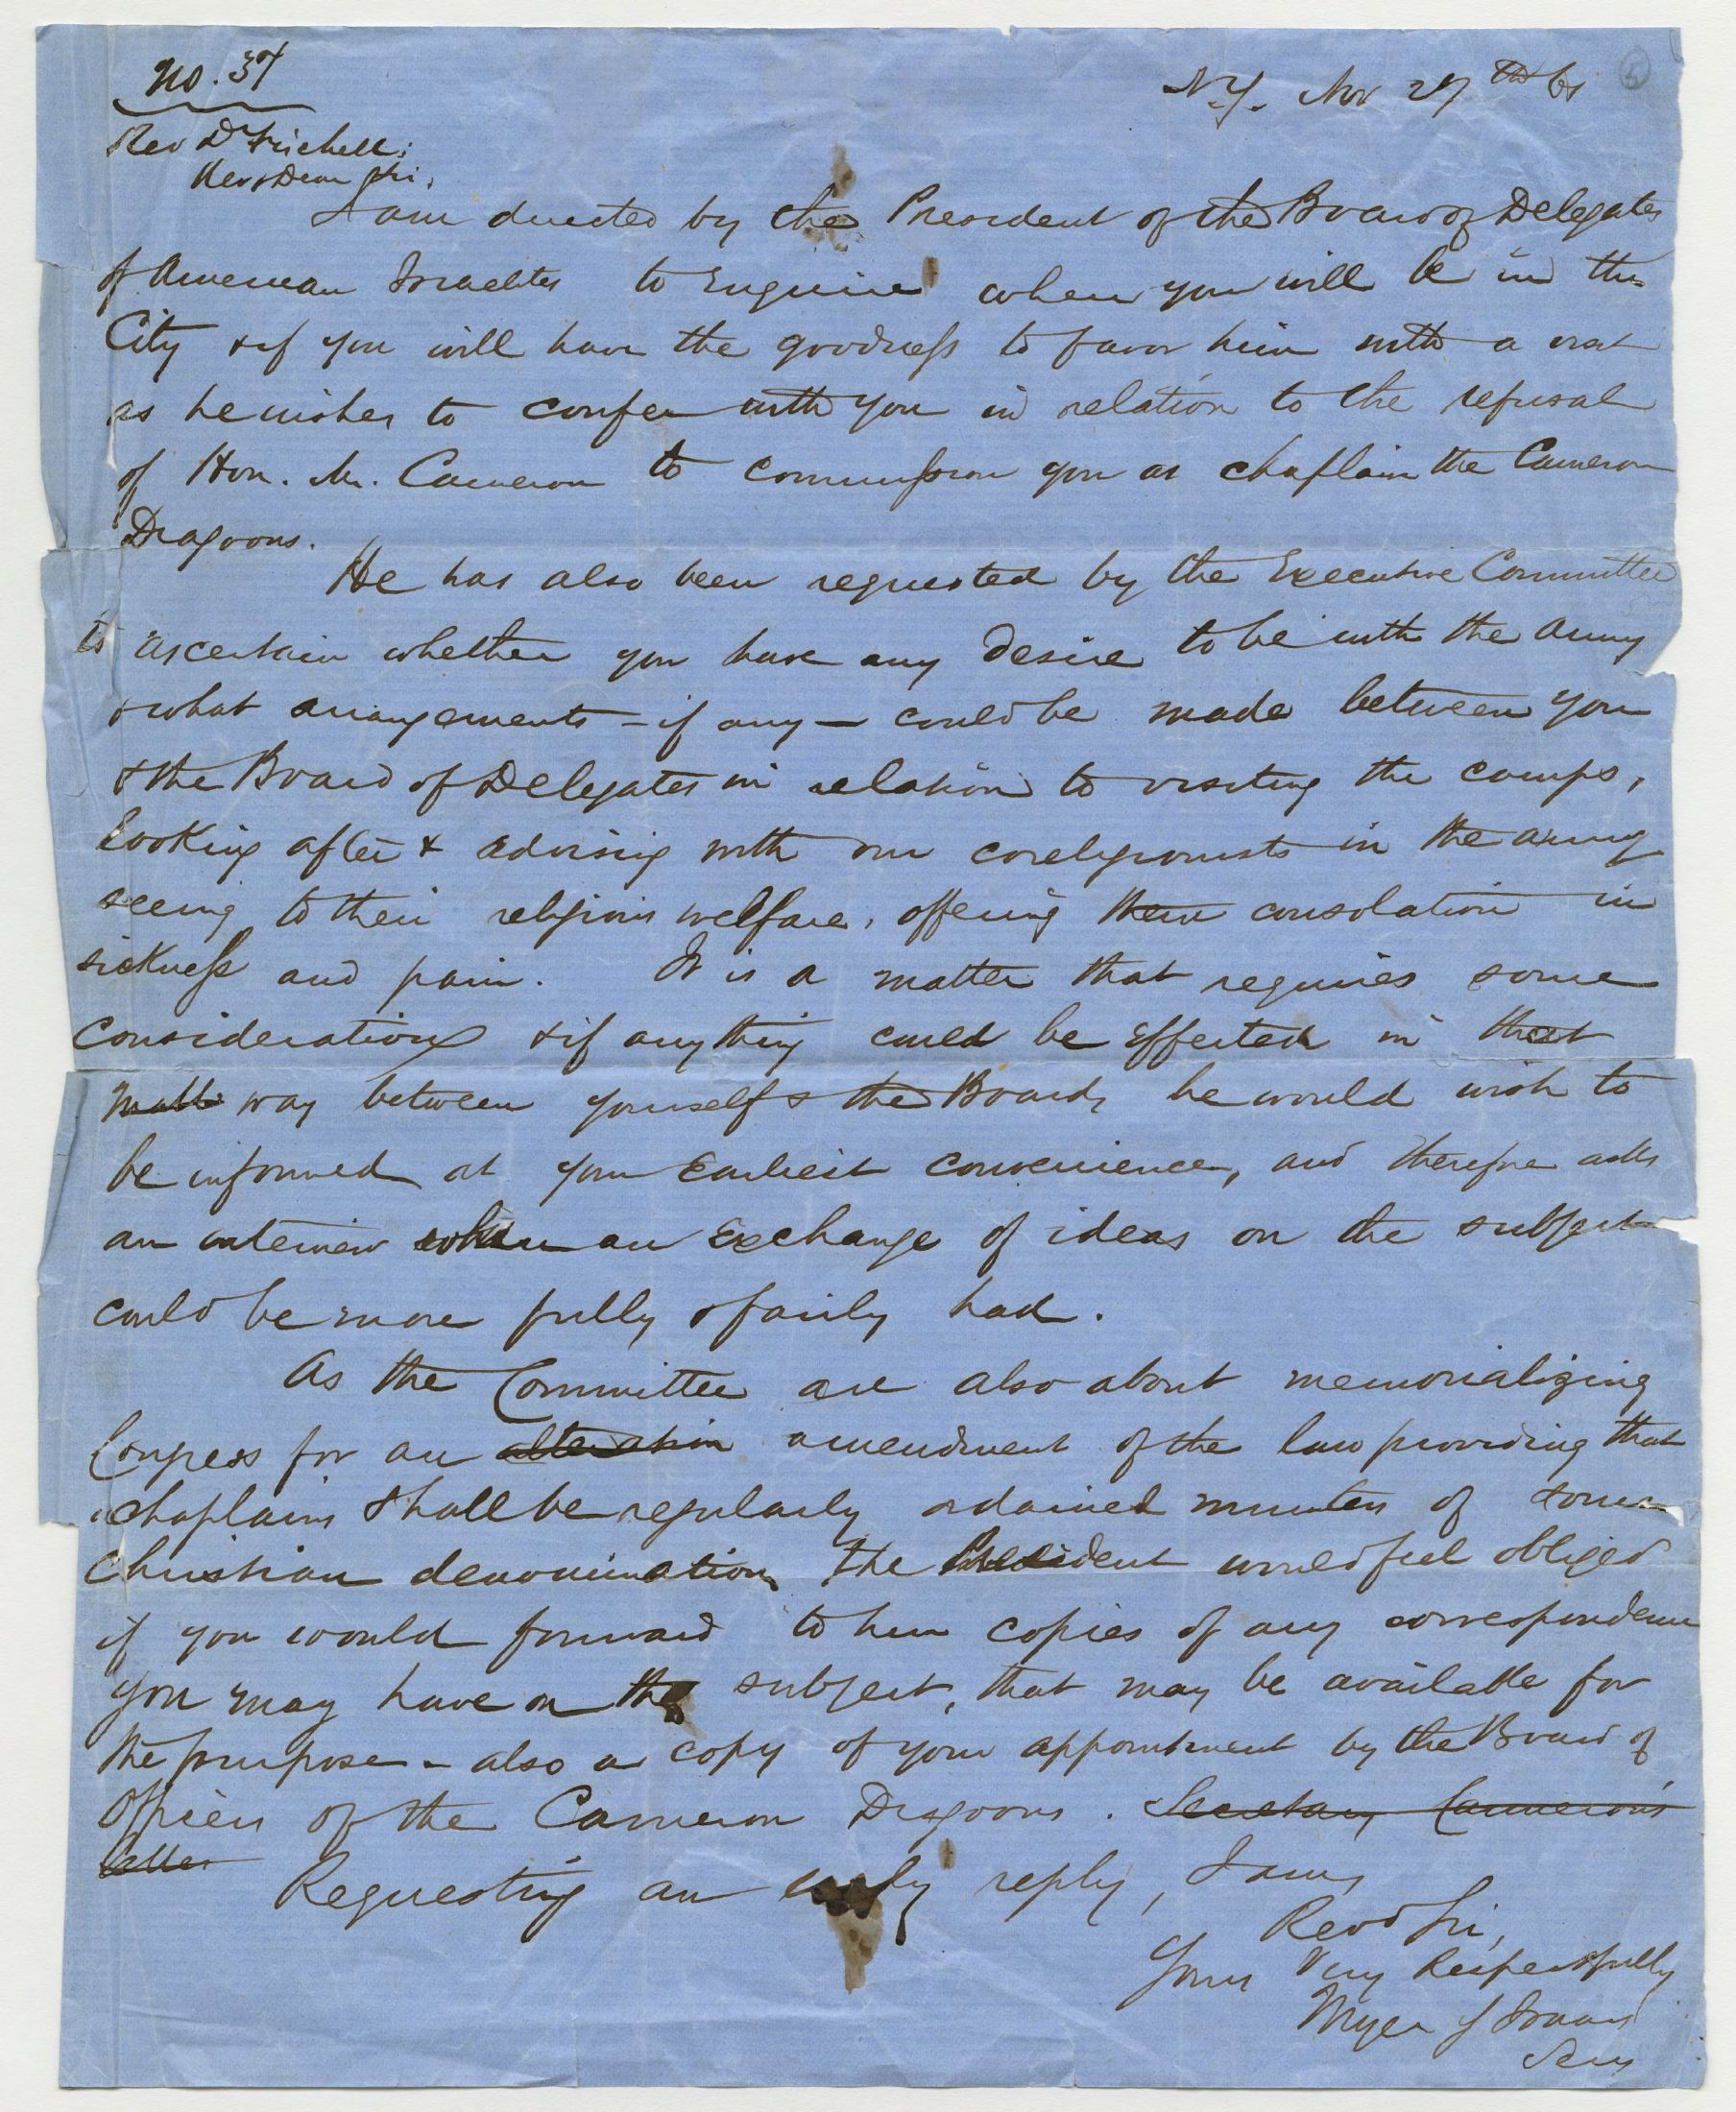 No. 37
N.Y. Nov 27th 61
5
Rev Dr Fischell;
Rev & Dear Sir,
I am directed by the President of the Board of Delegates
of American Israelites to Enquire when you will be in this
City & if you will have the goodness to favor him with a visit
as he wishes to confer with you in relation to the refusal
of Hon. Mr. Cameron to commission you as chaplain the Cameron
Dragoons.
He has also been requested by the Executive Committee
to ascertain whether you have any desire to be with the army
& what arrangements - if any - could be made between you
& the Board of Delegates in relation to visiting the camps,
looking after & advising with our coreligionists in the army
seeing to their religious welfare, offering them consolation in
sickness and pain. It is a matter that requires some
Consideration & if anything could be Effected in that
matter way between yourself & the Board, he would wish to
be informed at your Earliest convenience, and therefore asks
an interview when an Exchange of ideas on the subject
could be more fully & fairly had.
As the Committee are also about memorializing
Congress for an alteration amendment of the law providing that
chaplains shall be regularly ordained ministers of some
Christian denomination, the President would feel obliged
if you would forward to him copies of any correspondence
you may have on the subject, that may be available for
the purpose - also a copy of your appointment by the Board of
Officers of the Cameron Dragoons. Secretary Cameron's
letter
Requesting an early reply, I am,
Revd Sir,
Yours Very Respectfully
Myer S Isaacs
Secy